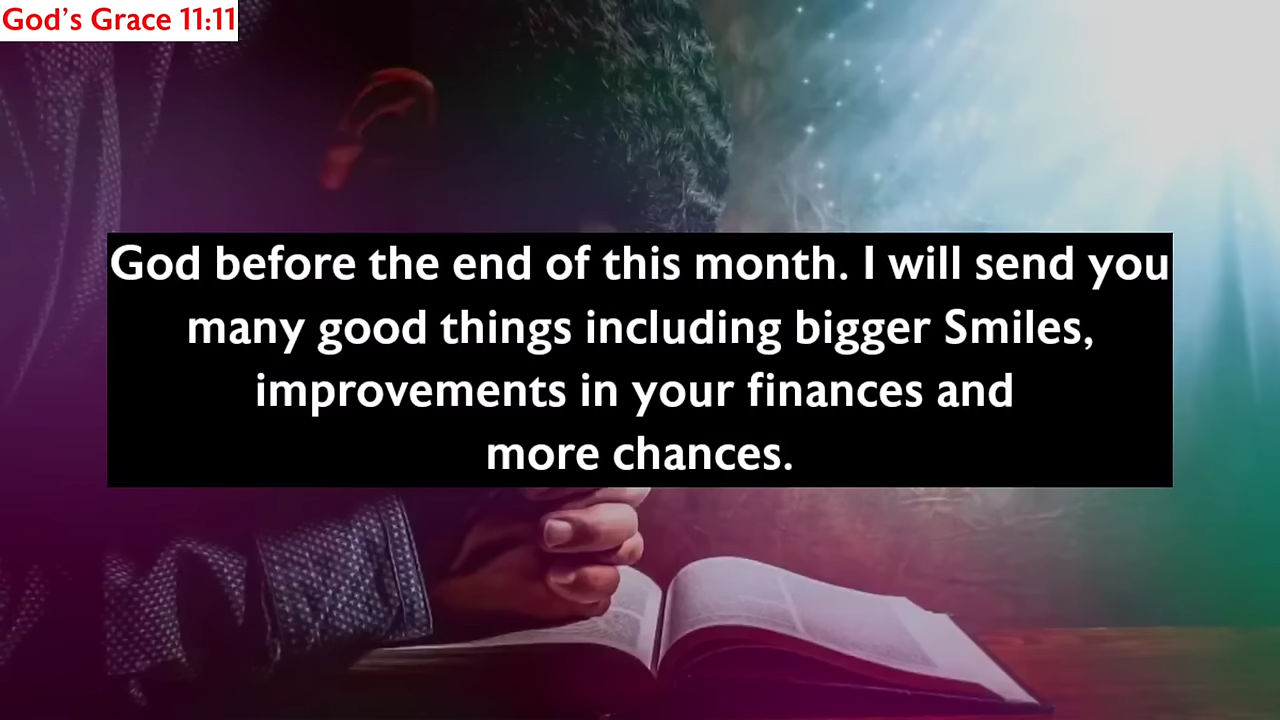 God's Grace 11:11
God before the end of this month. I will send you
many good things including bigger Smiles,
improvements in your finances and
more chances.